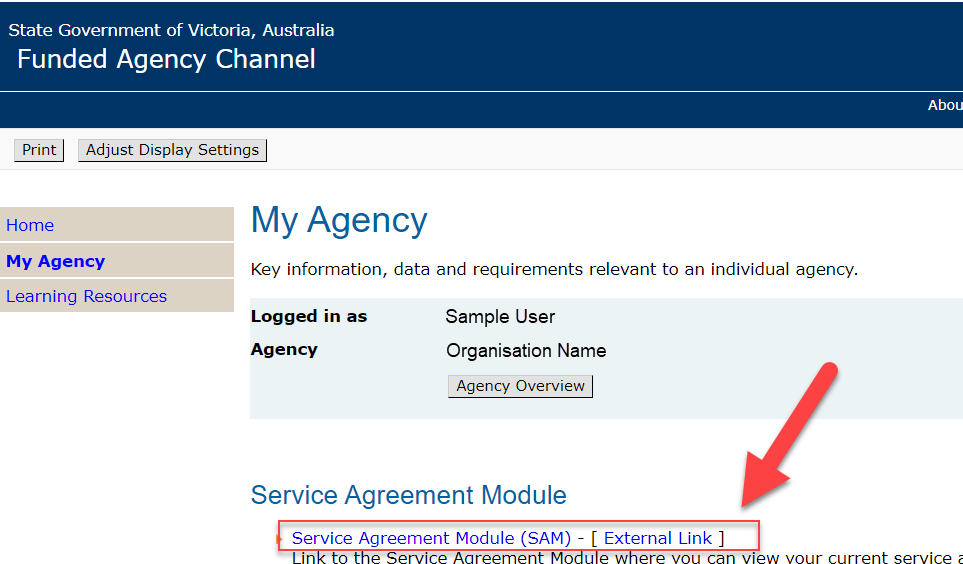 State Government of Victoria, Australia
Funded Agency Channel
Abou
Print Adjust Display Settings
Home
My Agency
Learning Resources
My Agency
Key information, data and requirements relevant to an individual agency.
Logged in as Sample User
Agency Organisation Name
Agency Overview
Service Agreement Module
Service Agreement Module (SAM) - [ External Link ]
Link to the Service Agreement Module where you can view your current service a